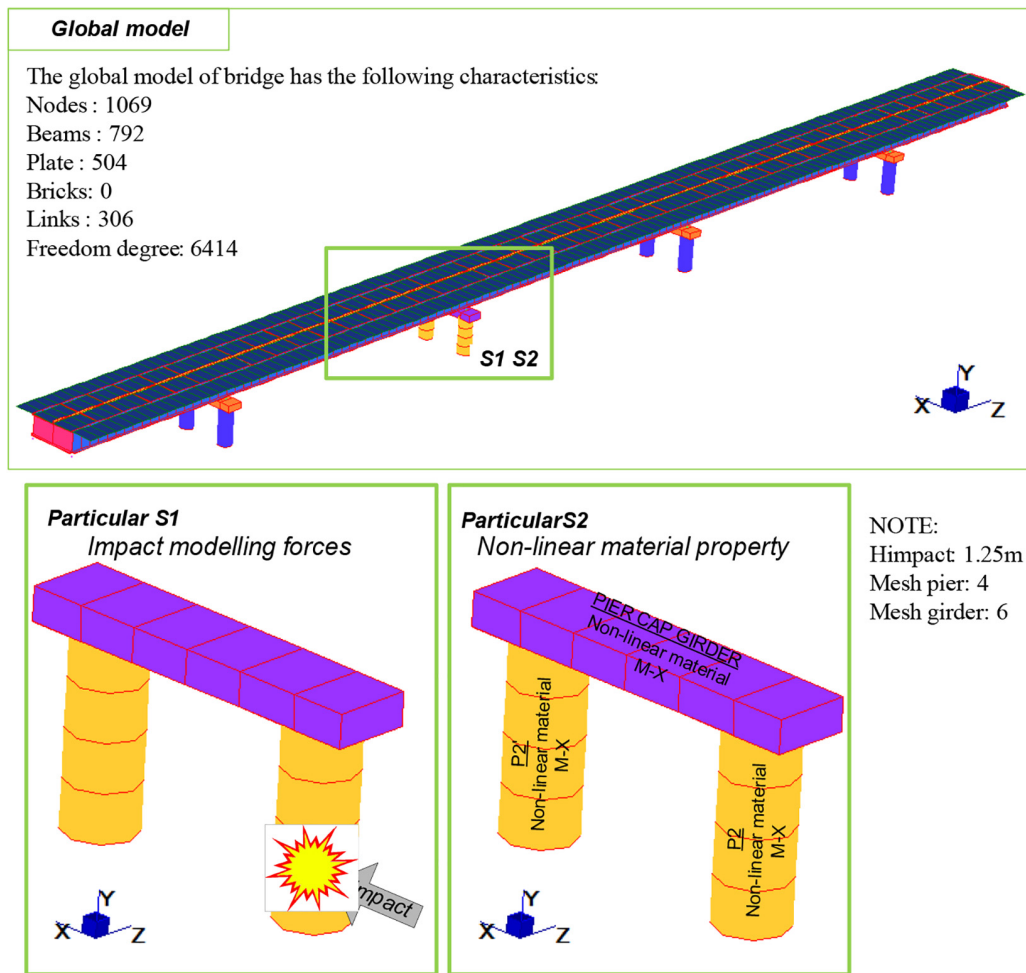 Global model
The global model of bridge has the following characteristics:
Nodes : 1069
Beams : 792
Plate : 504
Bricks: 0
Links : 306
Freedom degree: 6414
S1 S2
Y
X
Z
Particular S1
Impact modelling forces
impact
Y
X
Z
ParticularS2
Non-linear material property
PIER CAP GIRDER
Non-linear material
M-X
P2'
Non-linear material
M-X
P2
Non-linear material
M-X
Y
X
Z
NOTE:
Himpact: 1.25m
Mesh pier: 4
Mesh girder: 6